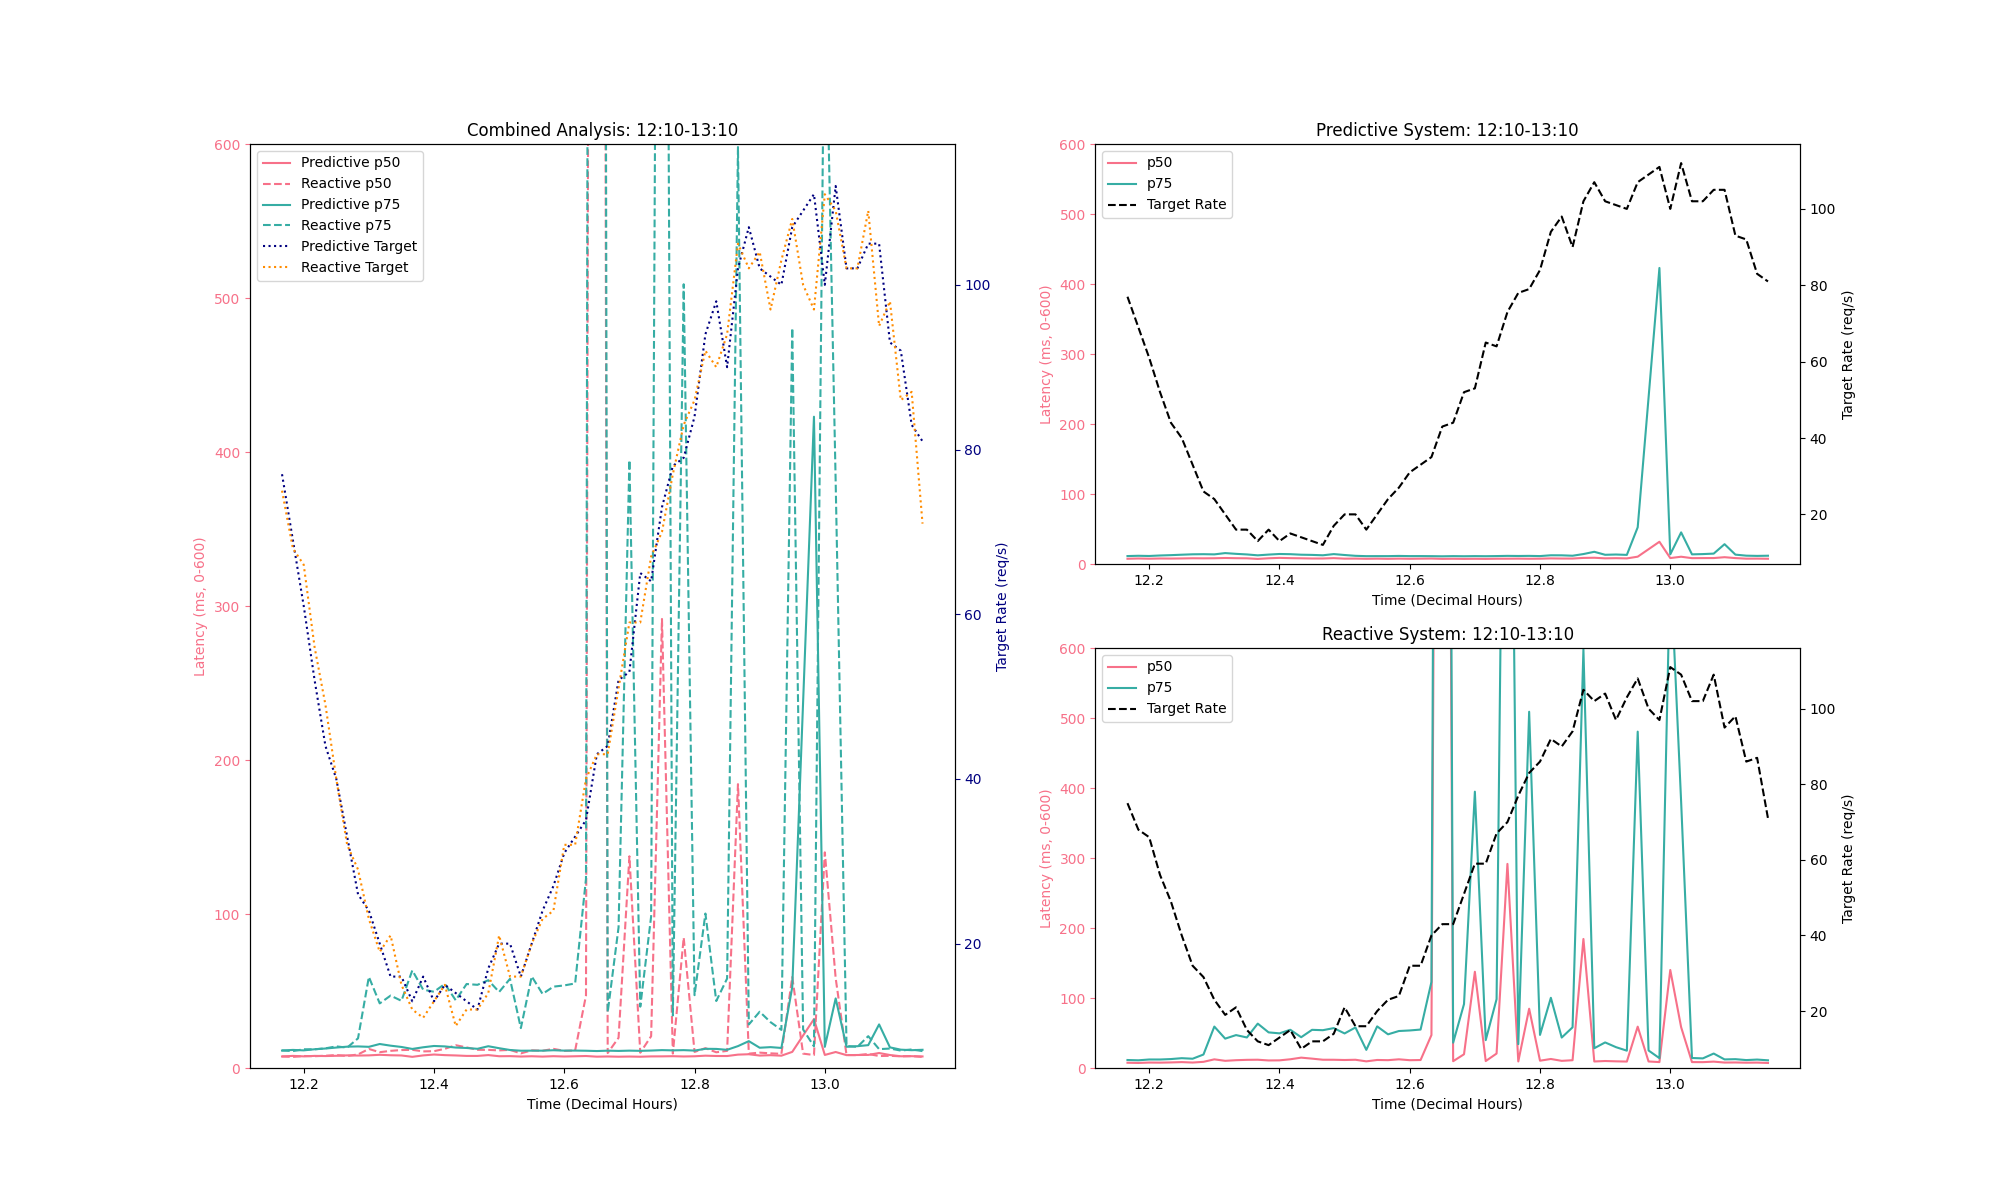 Combined Analysis: 12:10-13:10
Predictive p50
Reactive p50
Predictive p75
Reactive p75
Predictive Target
Reactive Target
600
500
400
300
200
100
0
Latency (ms, 0-600)
100
80
60
40
20
Target Rate (req/s)
12.2 12.4 12.6 12.8 13.0
Time (Decimal Hours)
Predictive System: 12:10-13:10
p50
p75
Target Rate
600
500
400
300
200
100
0
Latency (ms, 0-600)
100
80
60
40
20
Target Rate (req/s)
12.2 12.4 12.6 12.8 13.0
Time (Decimal Hours)
Reactive System: 12:10-13:10
p50
p75
Target Rate
600
500
400
300
200
100
0
Latency (ms, 0-600)
100
80
60
40
20
Target Rate (req/s)
12.2 12.4 12.6 12.8 13.0
Time (Decimal Hours)